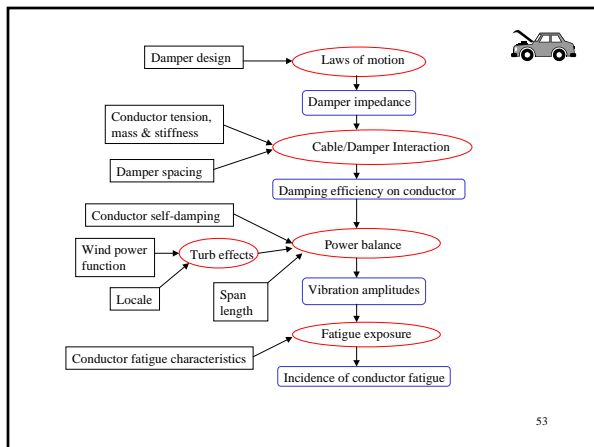 Damper design
Laws of motion
Damper impedance
Conductor tension,
mass & stiffness
Cable/Damper Interaction
Damper spacing
Damping efficiency on conductor
Conductor self-damping
Power balance
Wind power
function
Turb effects
Locale
Span
length
Vibration amplitudes
Fatigue exposure
Conductor fatigue characteristics
Incidence of conductor fatigue
53